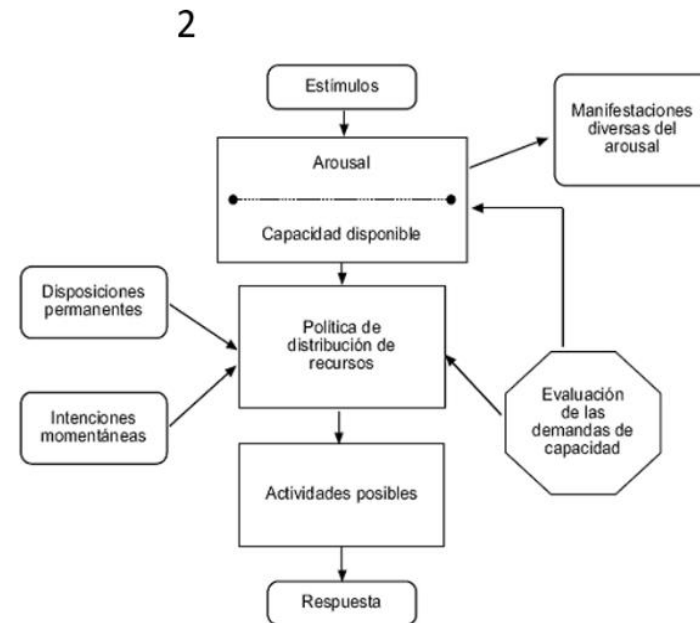 2
Estímulos
Manifestaciones
diversas del
arousal
Arousal
Capacidad disponible
Disposiciones
permanentes
Política de
distribución de
recursos
Intenciones
momentáneas
Evaluación
de las
demandas de
capacidad
Actividades posibles
Respuesta